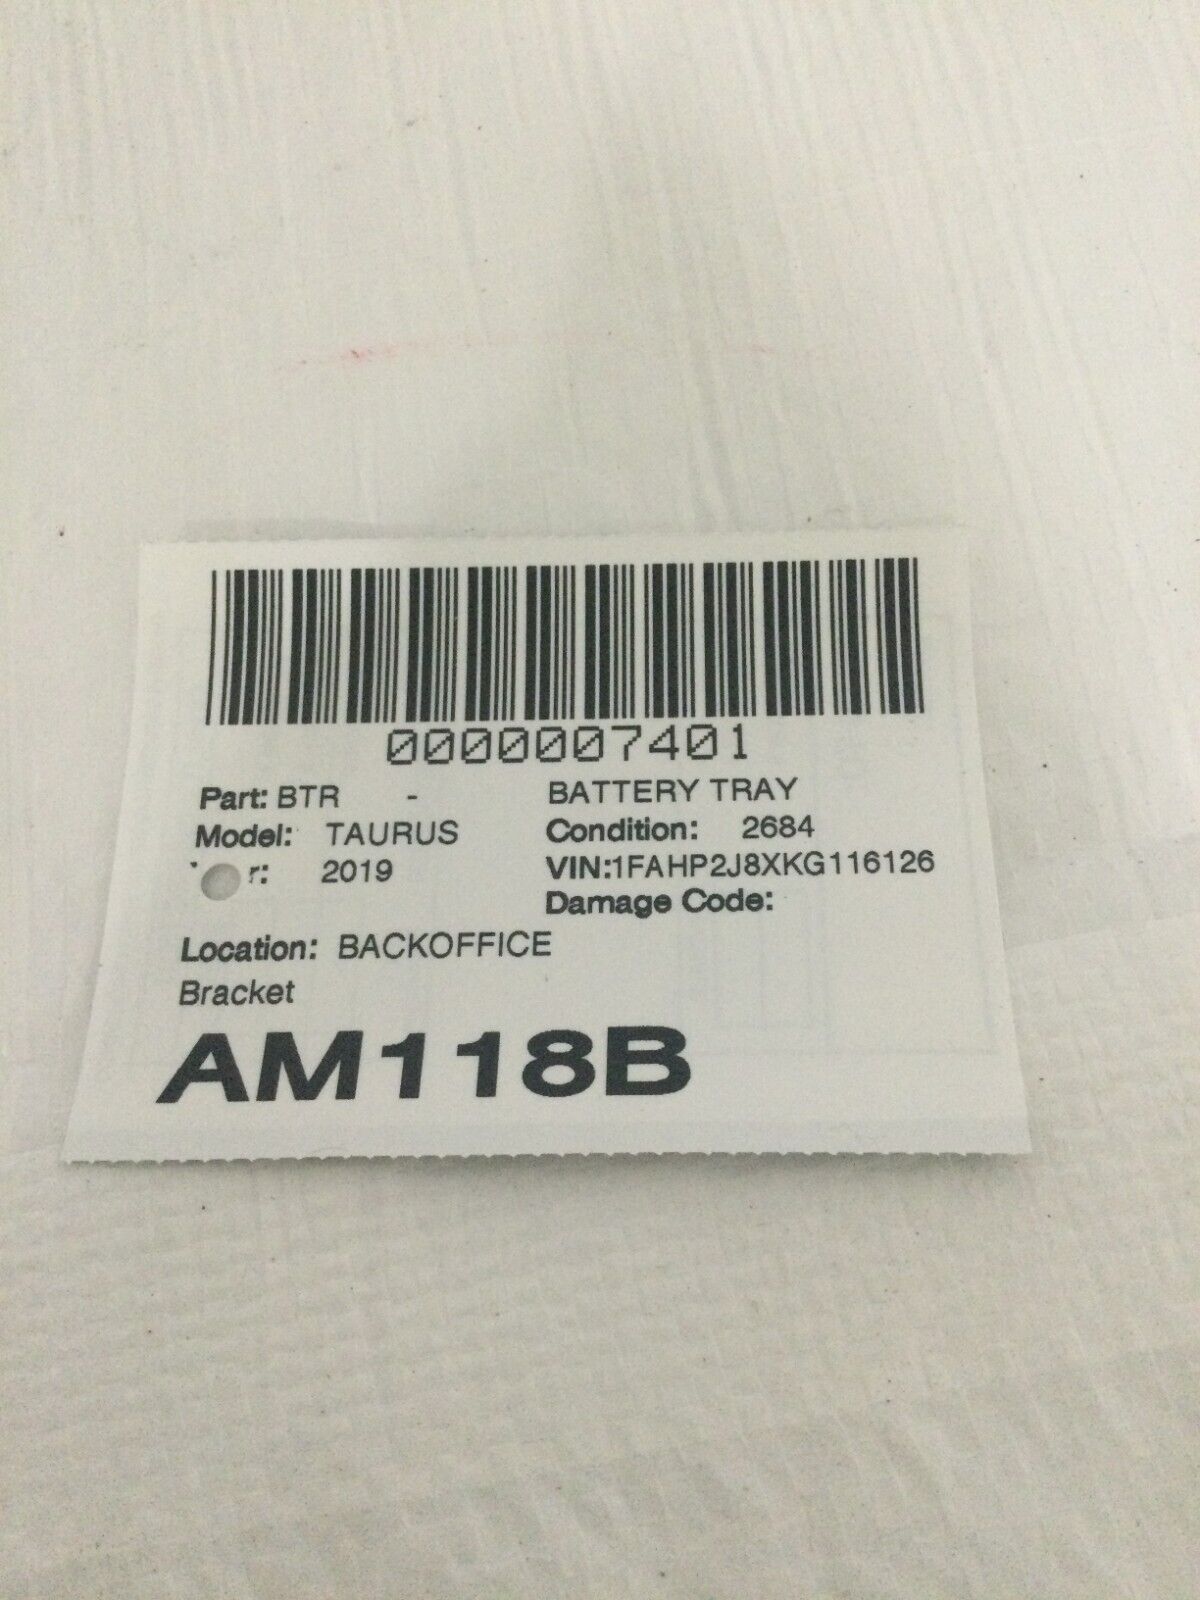 0000007401
Part: BTR - BATTERY TRAY
Model: TAURUS Condition: 2684
r: 2019 VIN:1FAHP2J8XKG116126
Damage Code:
Location: BACKOFFICE
Bracket
AM118B